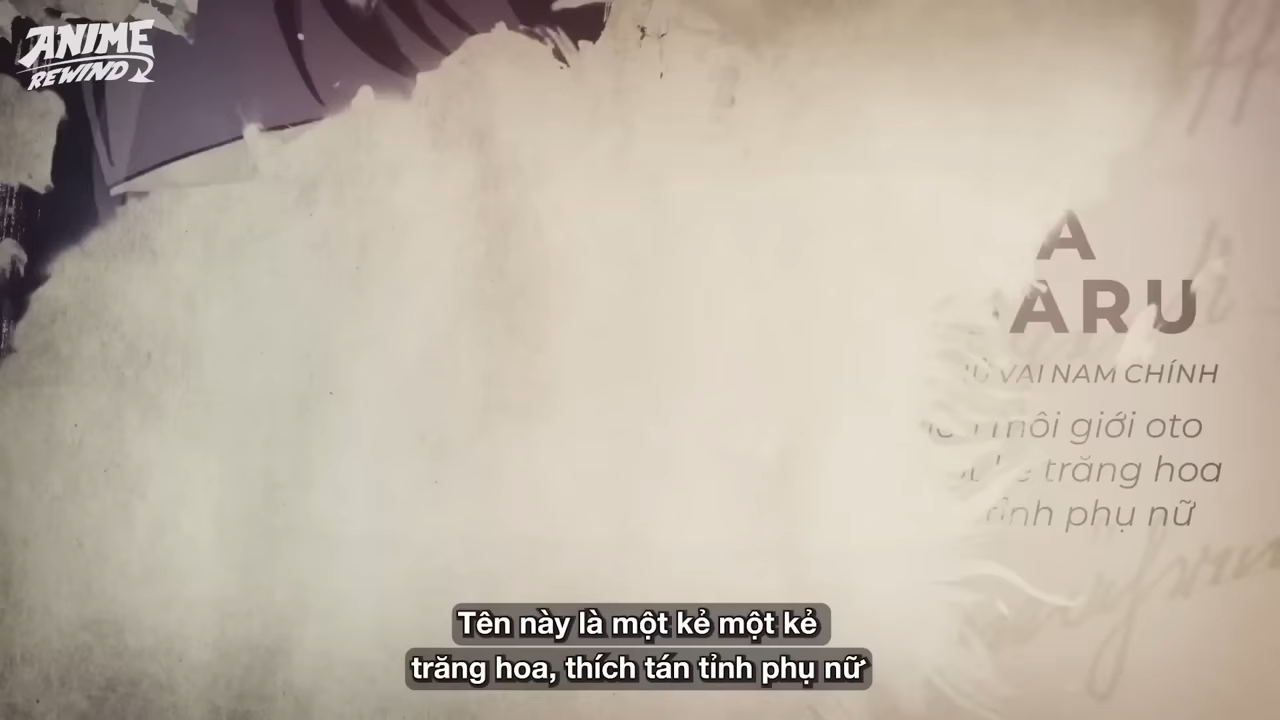 ANIME
REWIND
A
ARU
VAI NAM CHÍNH
môi giới oto
trăng hoa
tỉnh phụ nữ
Tên này là một kẻ một kẻ
trăng hoa, thích tán tỉnh phụ nữ